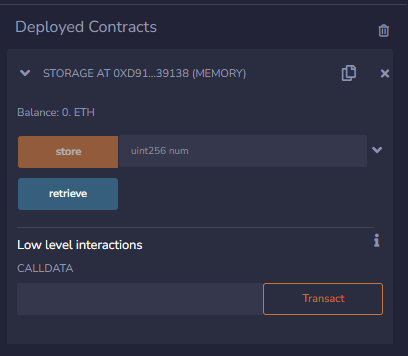 Deployed Contracts
STORAGE AT 0XD91...39138 (MEMORY)
Balance: 0. ETH
store uint256 num
retrieve
Low level interactions
CALLDATA
Transact